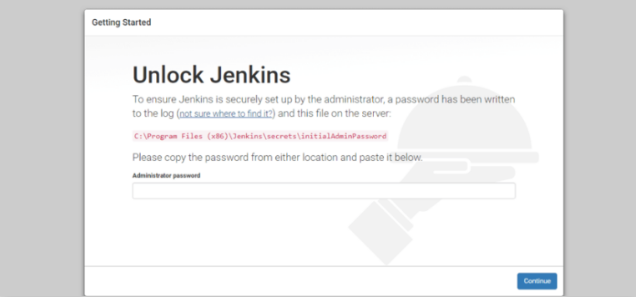 Getting Started
Unlock Jenkins
To ensure Jenkins is securely set up by the administrator, a password has been written
to the log (not sure where to find it?) and this file on the server:
C:\Program Files (x86)\Jenkins\secrets\initialAdminPassword
Please copy the password from either location and paste it below.
Administrator password
Continue